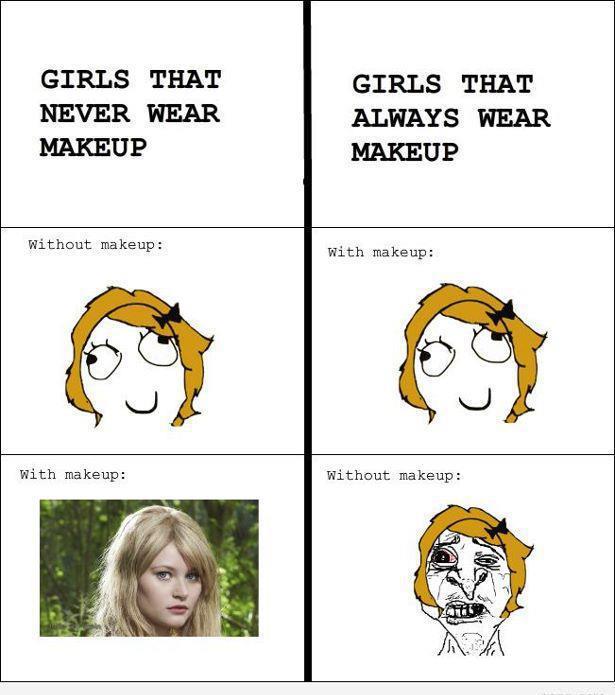 GIRLS THAT
NEVER WEAR
MAKEUP
GIRLS THAT
ALWAYS WEAR
MAKEUP
Without makeup:
With makeup:
With makeup:
Without makeup: